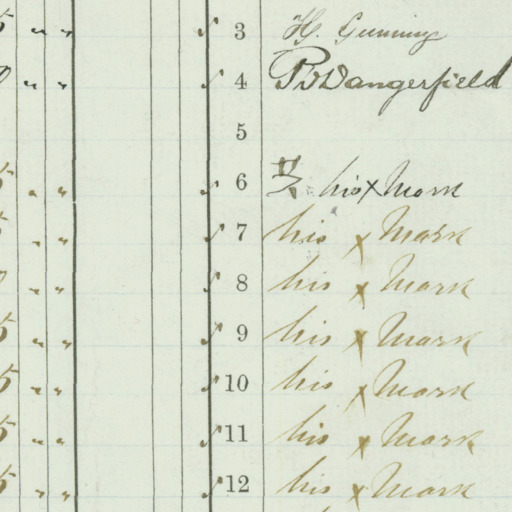 5 " " ✓ 3 H. Gunning
" " ✓ 4 Dangerfield
5
5 " " ✓ 6 his x Mark
" " ✓ 7 his x Mark
" " ✓ 8 his x Mark
5 " " ✓ 9 his x Mark
5 " " ✓ 10 his x Mark
5 " " ✓ 11 his x Mark
5 " " ✓ 12 his x Mark